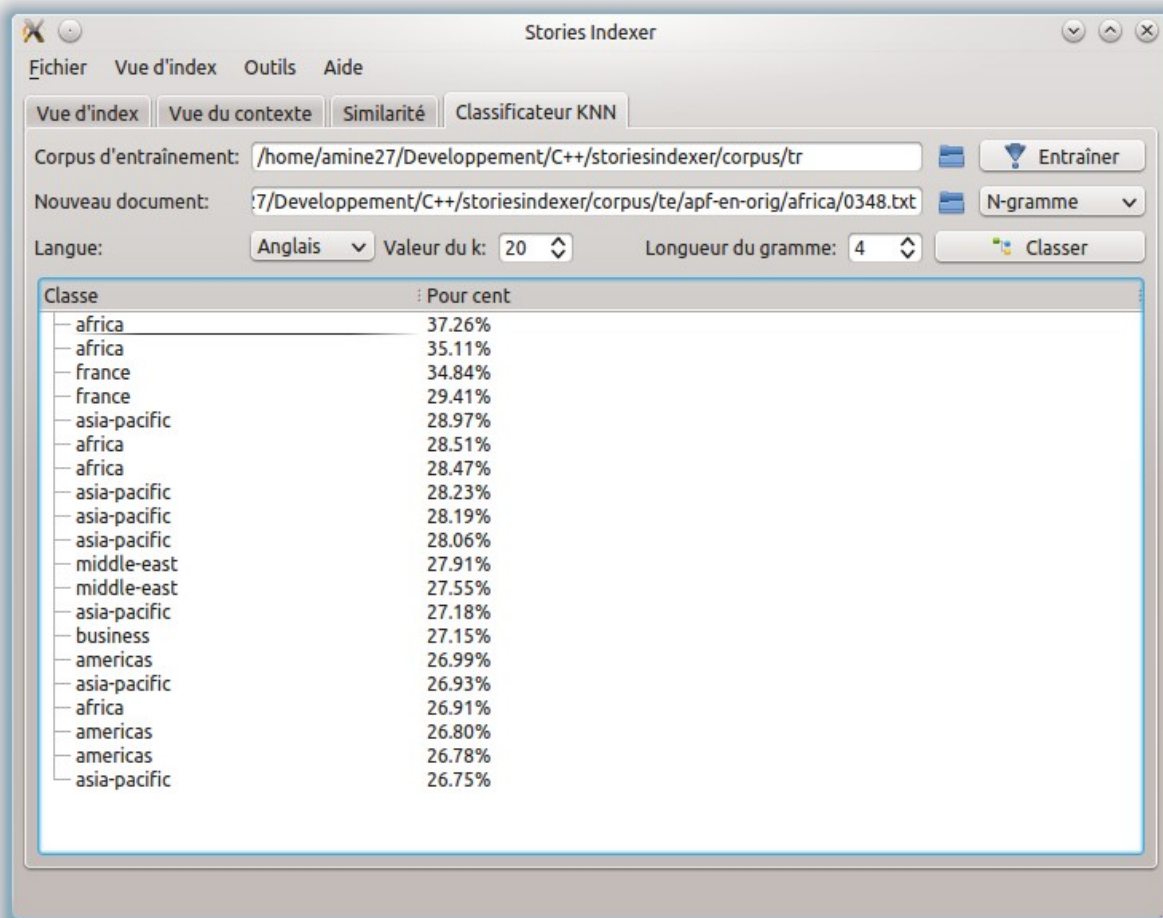 Stories Indexer
Fichier Vue d'index Outils Aide
Vue d'index Vue du contexte Similarité Classificateur KNN
Corpus d'entraînement: /home/amine27/Developpement/C++/storiesindexer/corpus/tr Entraîner
Nouveau document: 27/Developpement/C++/storiesindexer/corpus/te/apf-en-orig/africa/0348.txt N-gramme
Langue: Anglais Valeur du k: 20 Longueur du gramme: 4 Classer
Classe Pour cent
africa 37.26%
africa 35.11%
france 34.84%
france 29.41%
asia-pacific 28.97%
africa 28.51%
africa 28.47%
asia-pacific 28.23%
asia-pacific 28.19%
asia-pacific 28.06%
middle-east 27.91%
middle-east 27.55%
asia-pacific 27.18%
business 27.15%
americas 26.99%
asia-pacific 26.93%
africa 26.91%
americas 26.80%
americas 26.78%
asia-pacific 26.75%